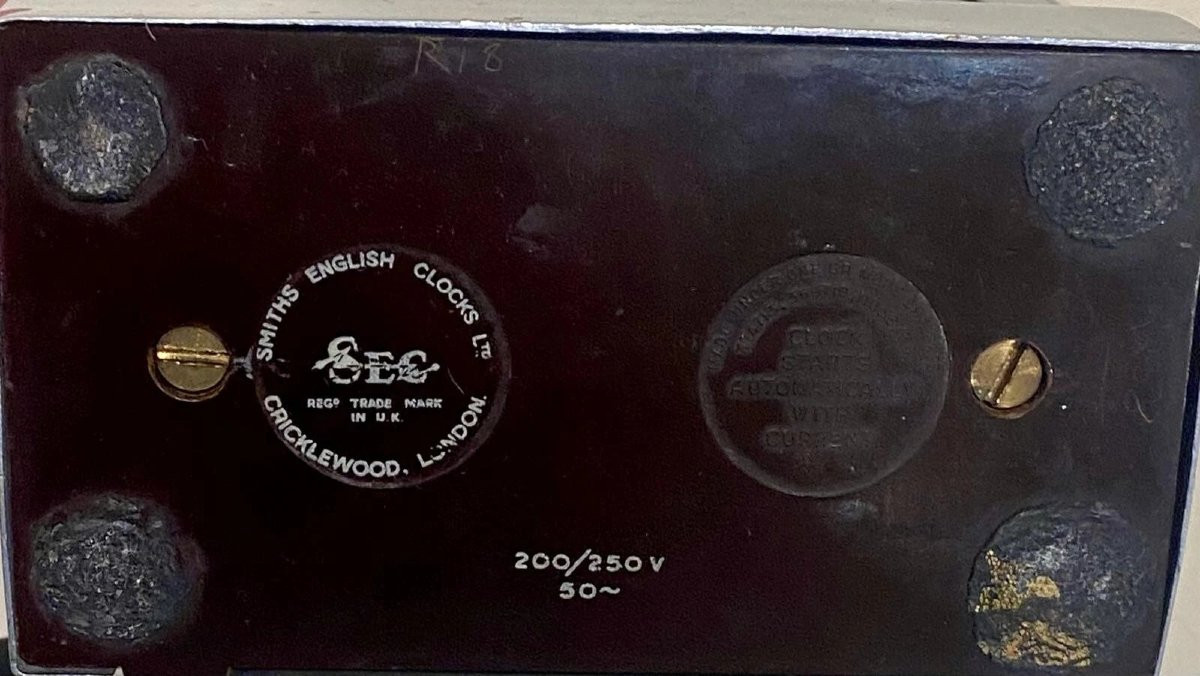 R18
SMITHS ENGLISH CLOCKS LTD
SEC
REGD TRADE MARK
IN U.K.
CRICKLEWOOD, LONDON.
CLOCK
STARTS
AUTOMATICALLY
WITH
CURRENT
200/250 V
50~